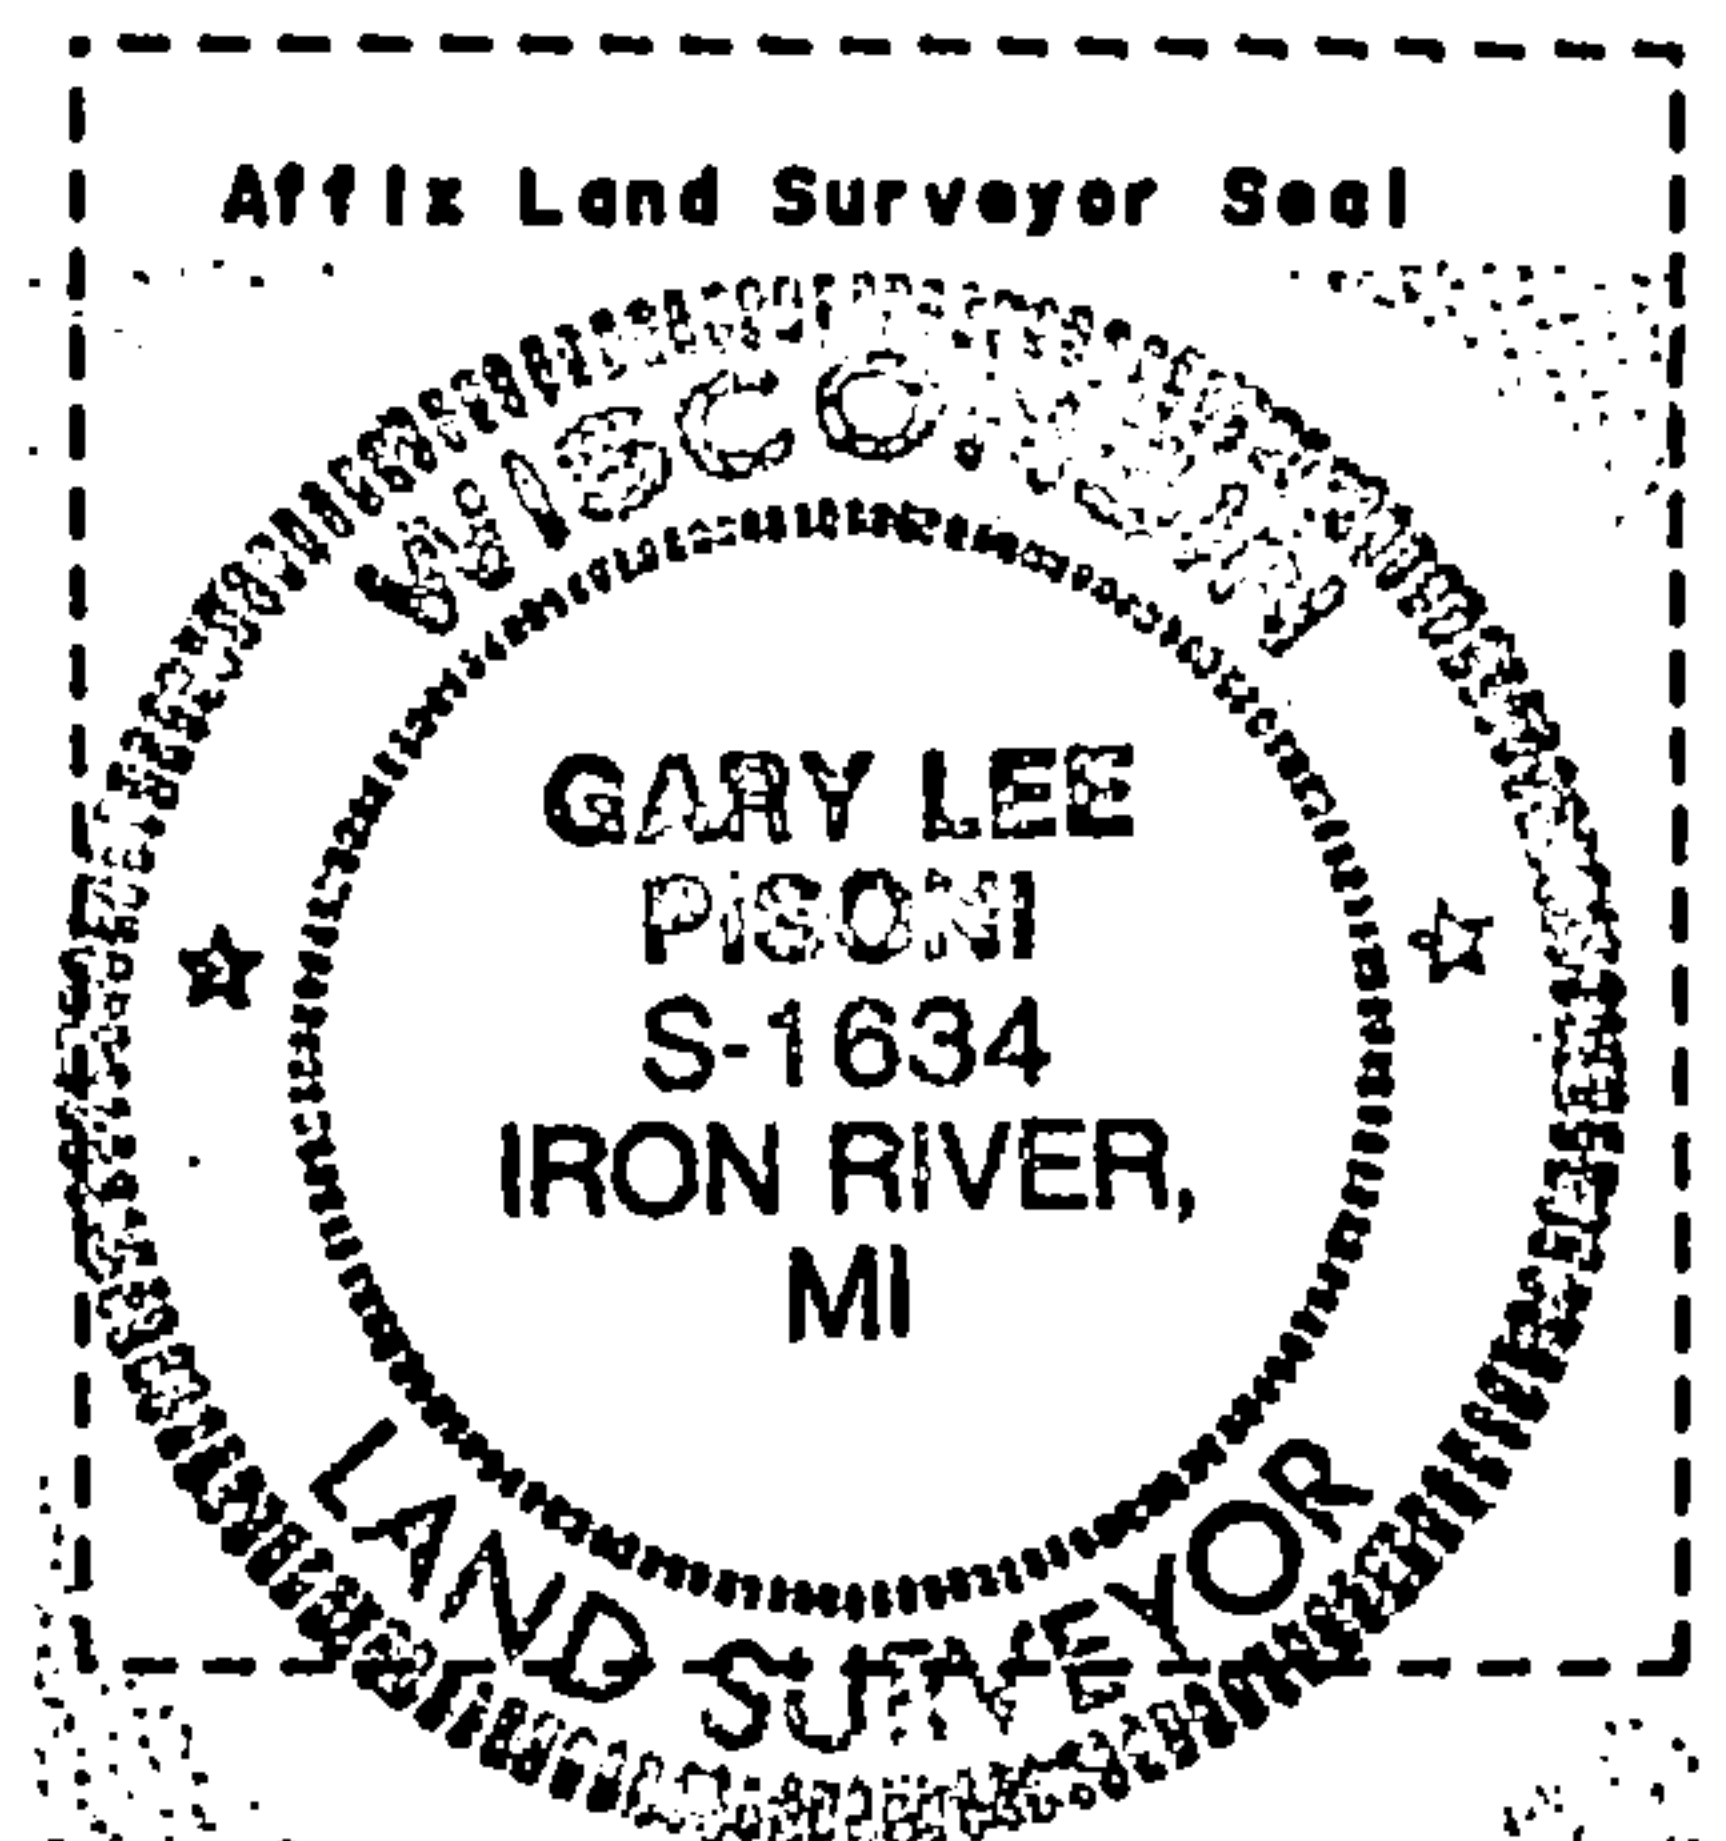 Affix Land Surveyor Seal
WISCONSIN
GARY LEE
PISONI
S-1634
IRON RIVER,
MI
LAND SURVEYOR